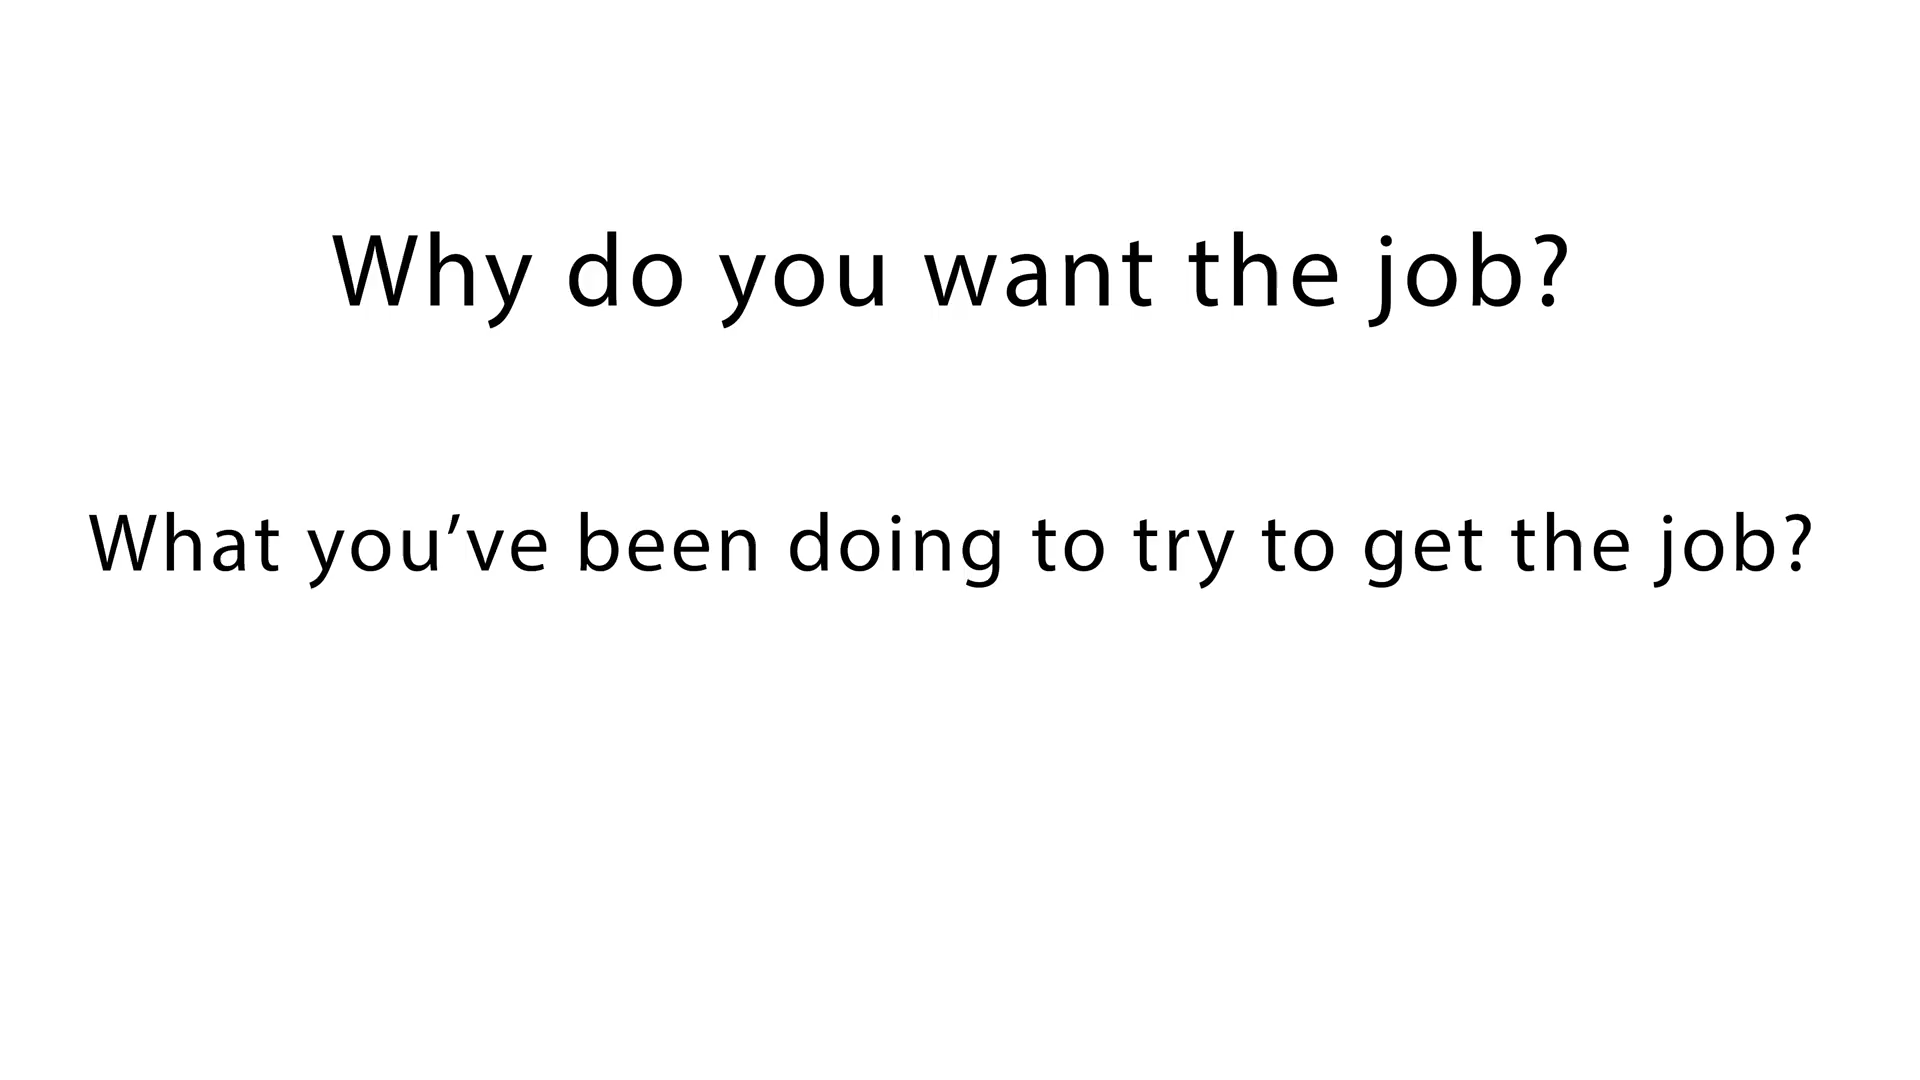 Why do you want the job?
What you’ve been doing to try to get the job?